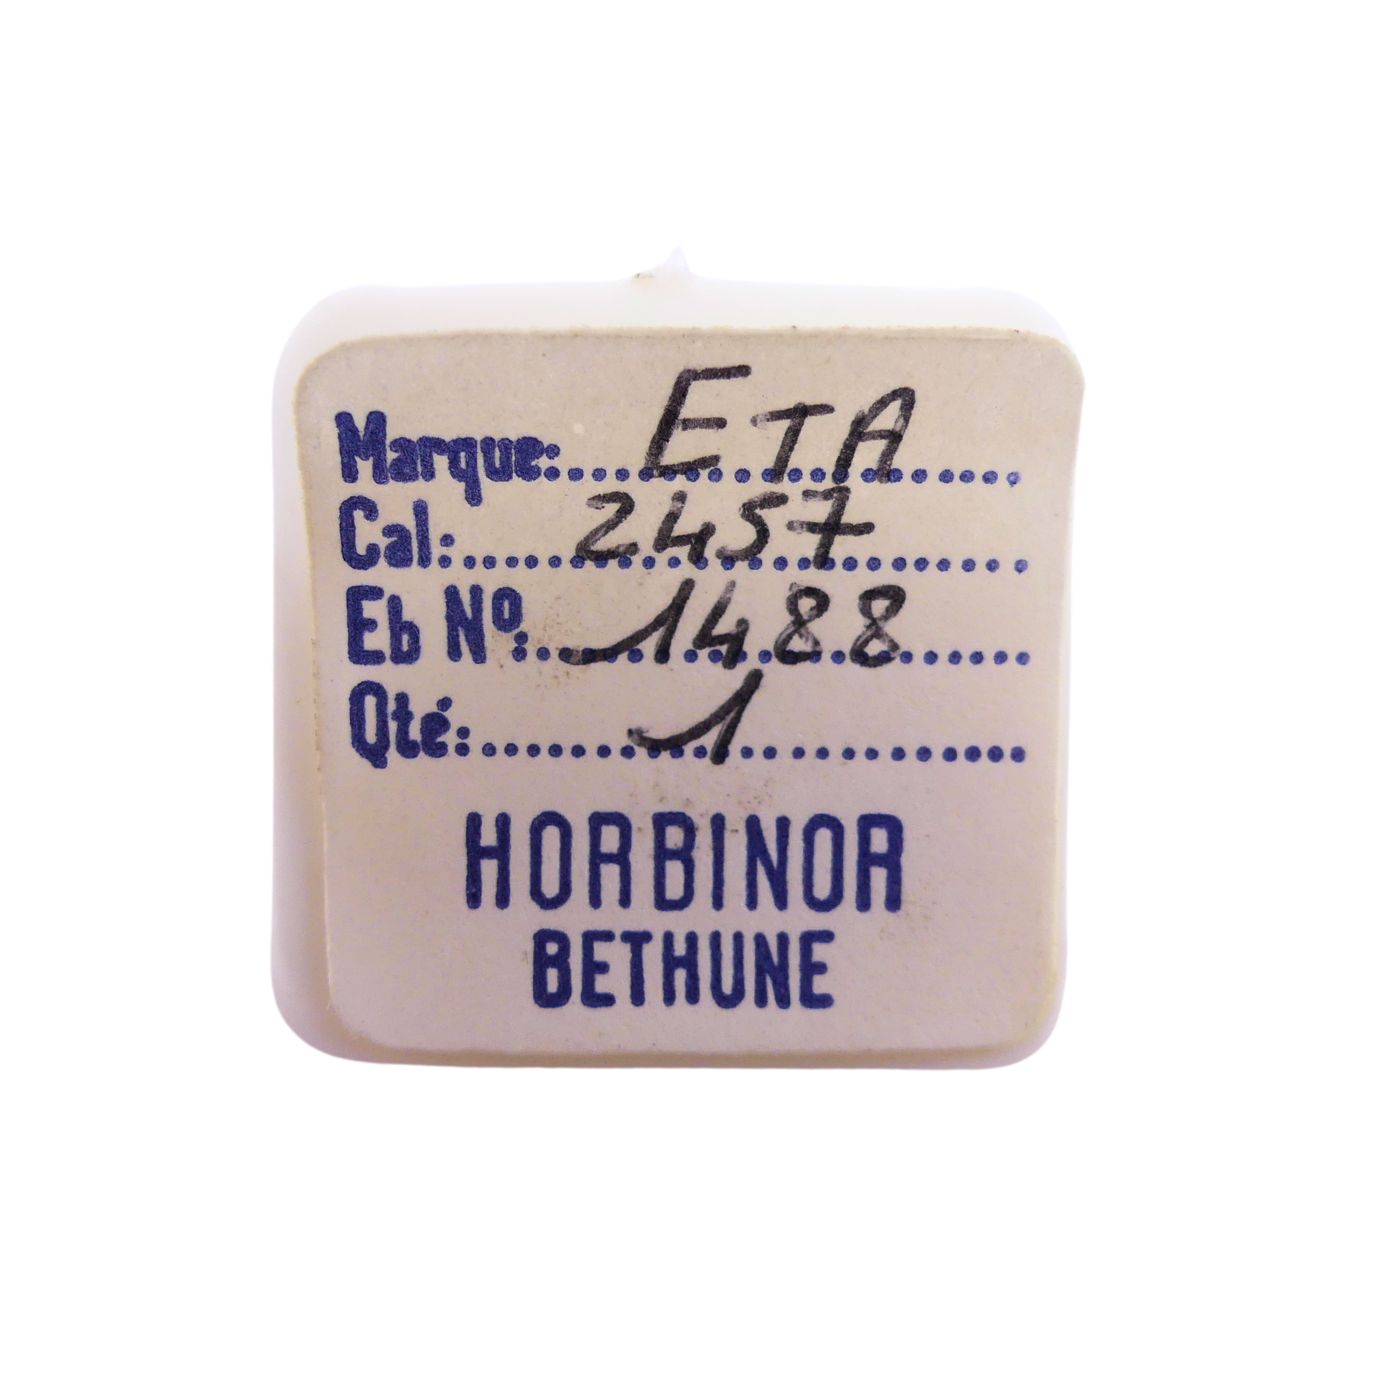 Marque: ETA
Cal: 2457
Eb Nº: 1488
Qté: 1
HORBINOR
BETHUNE